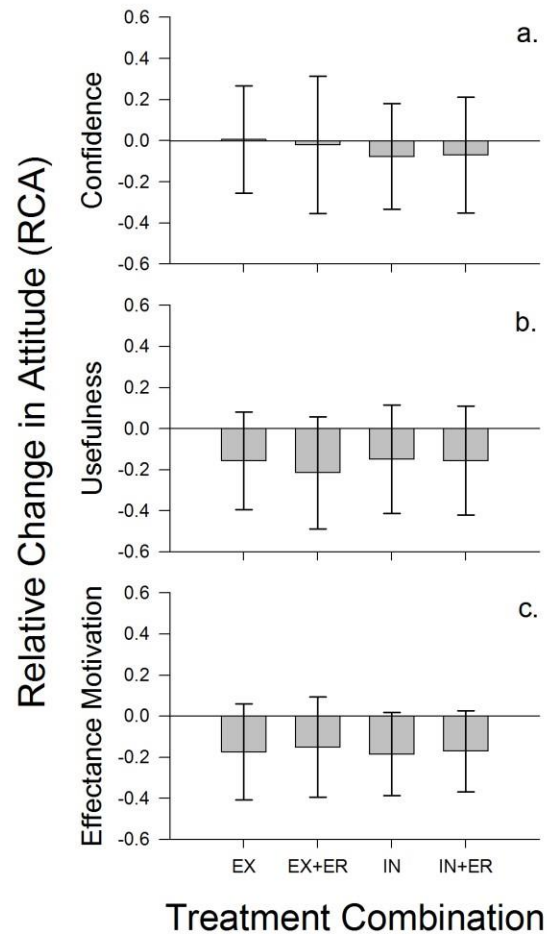 Relative Change in Attitude (RCA)
Confidence
0.6
0.4
0.2
0.0
-0.2
-0.4
-0.6
a.
Usefulness
0.6
0.4
0.2
0.0
-0.2
-0.4
-0.6
b.
Effectance Motivation
0.6
0.4
0.2
0.0
-0.2
-0.4
-0.6
c.
EX EX+ER IN IN+ER
Treatment Combination